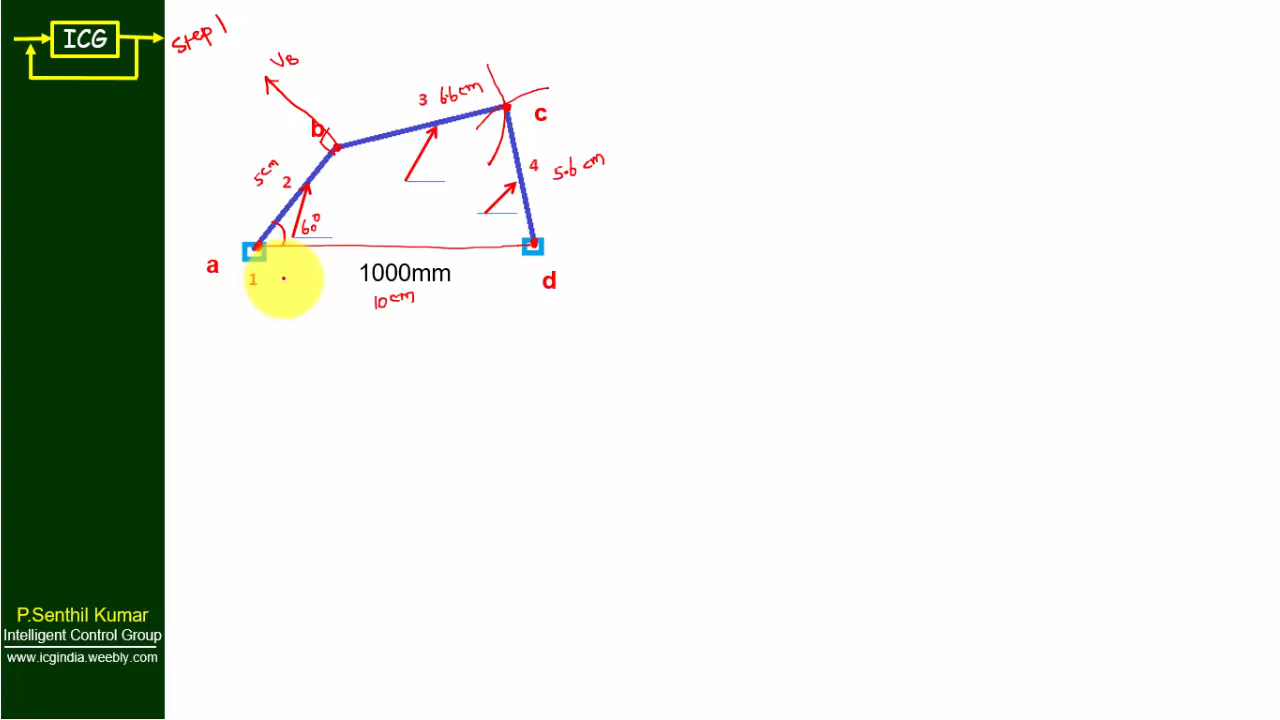 ICG
Step 1
VB
b
3 6.6cm
c
5cm
2
4
5.6 cm
60°
a
1
1000mm
10cm
d
P.Senthil Kumar
Intelligent Control Group
www.icgindia.weebly.com